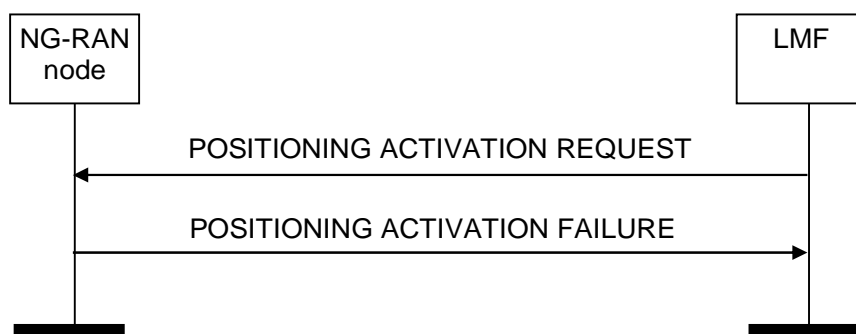 NG-RAN
node
LMF
POSITIONING ACTIVATION REQUEST
POSITIONING ACTIVATION FAILURE